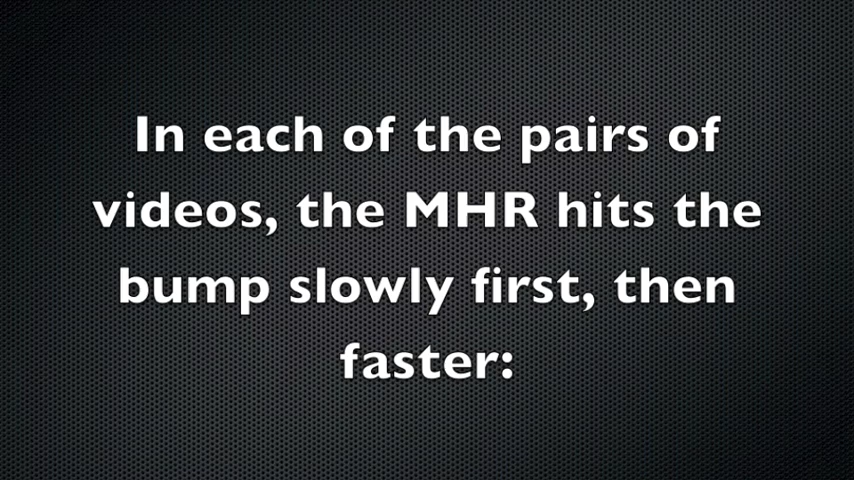 In each of the pairs of
videos, the MHR hits the
bump slowly first, then
faster: